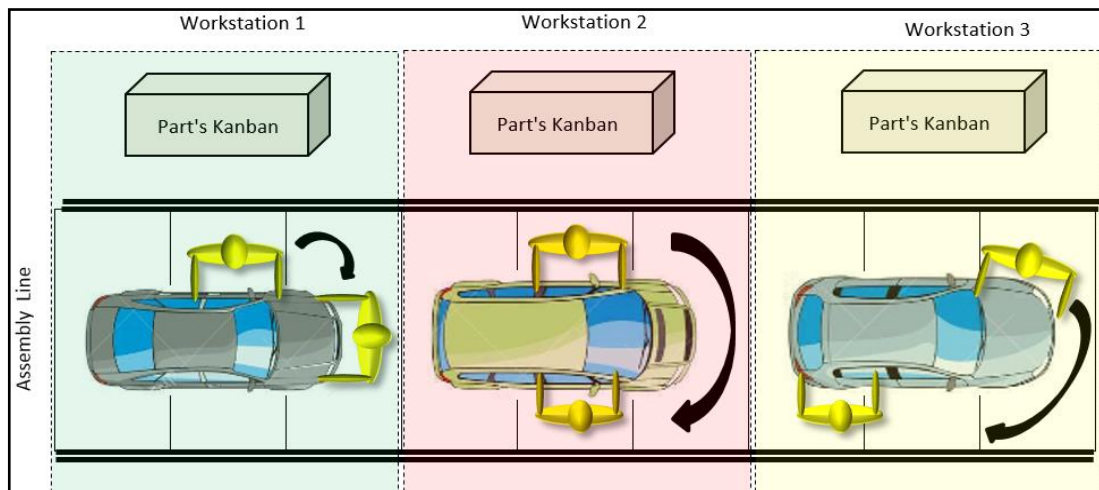 Workstation 1
Workstation 2
Workstation 3
Part's Kanban
Part's Kanban
Part's Kanban
Assembly Line